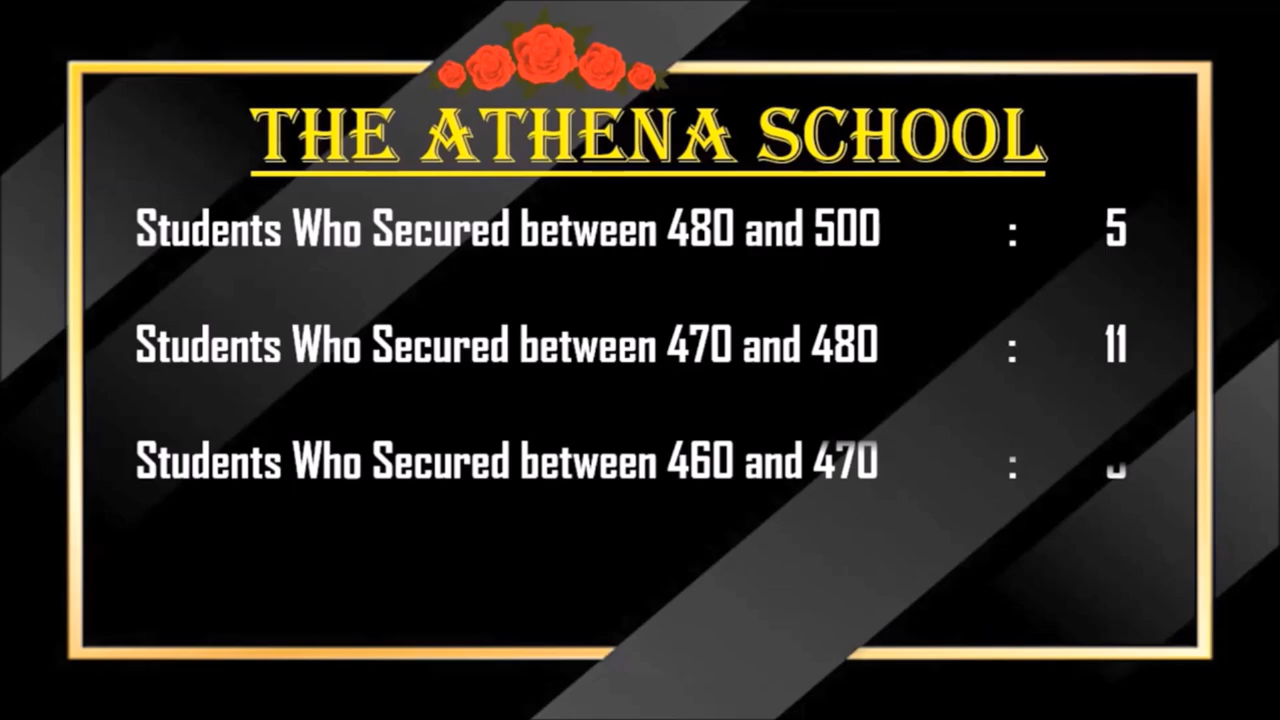 THE ATHENA SCHOOL
Students Who Secured between 480 and 500 : 5
Students Who Secured between 470 and 480 : 11
Students Who Secured between 460 and 470 :